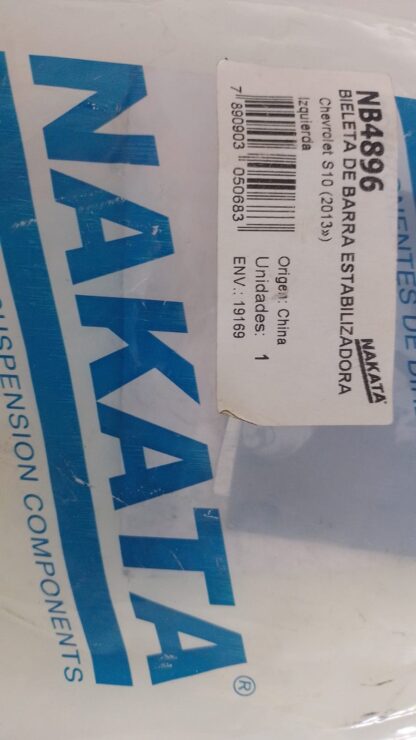 NB4896
BIELETA DE BARRA ESTABILIZADORA
Chevrolet S10 (2013»)
Izquierda
7 890903 050683
Origen: China
Unidades: 1
ENV.: 19169
NAKATA
NAKATA®
SUSPENSION COMPONENTS